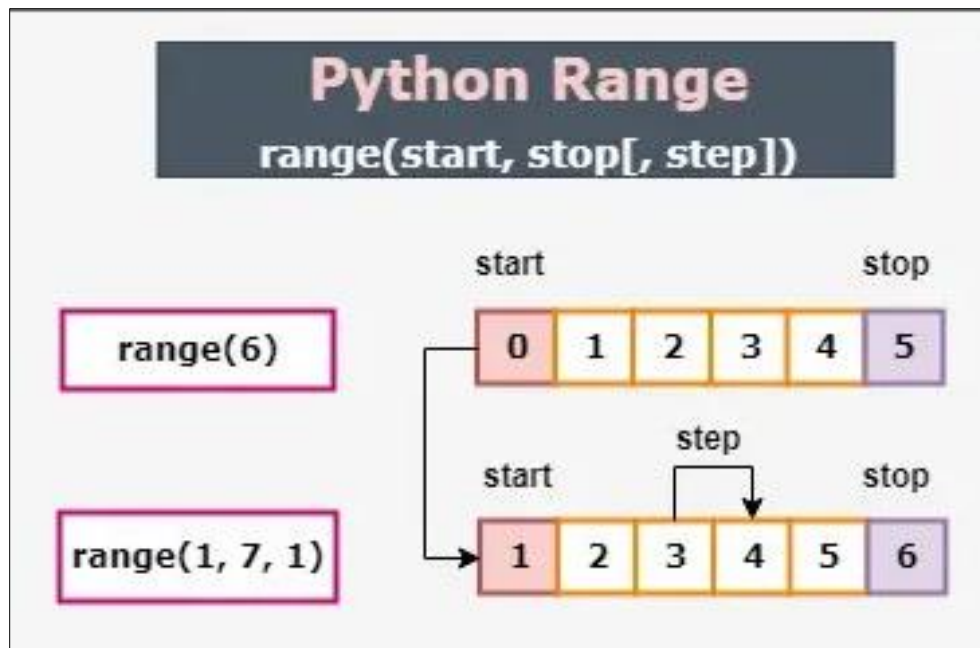 Python Range
range(start, stop[, step])
start stop
range(6) 0 1 2 3 4 5
step
start stop
range(1, 7, 1) 1 2 3 4 5 6